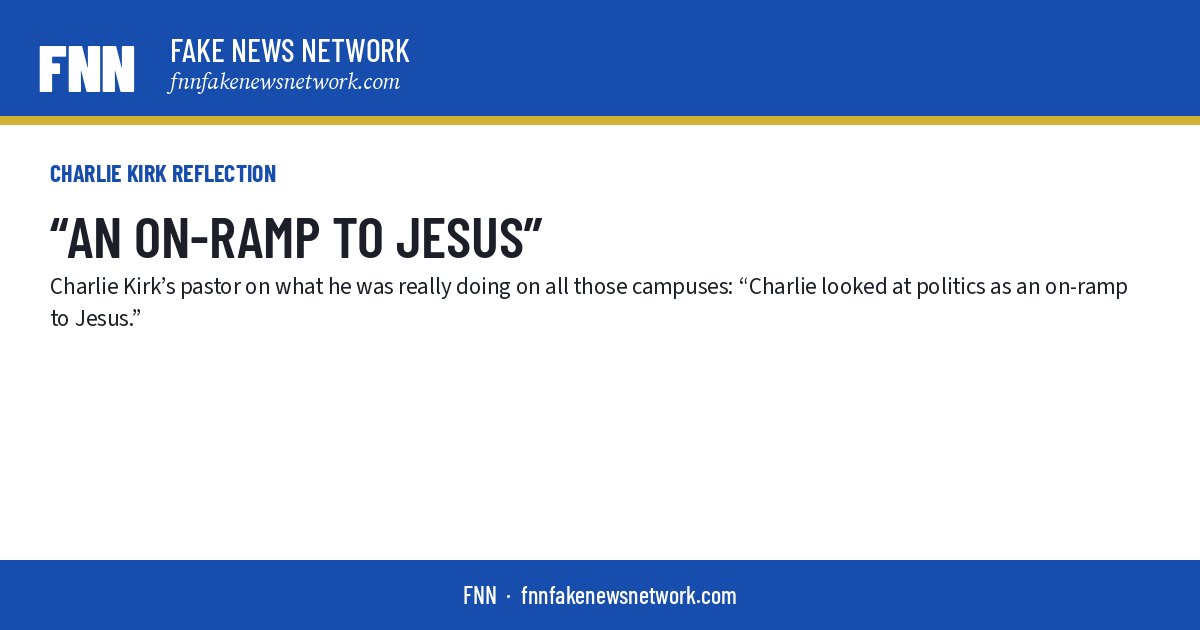 FNN
FAKE NEWS NETWORK
fnnfakenewsnetwork.com
CHARLIE KIRK REFLECTION
“AN ON-RAMP TO JESUS”
Charlie Kirk’s pastor on what he was really doing on all those campuses: “Charlie looked at politics as an on-ramp
to Jesus.”
FNN · fnnfakenewsnetwork.com